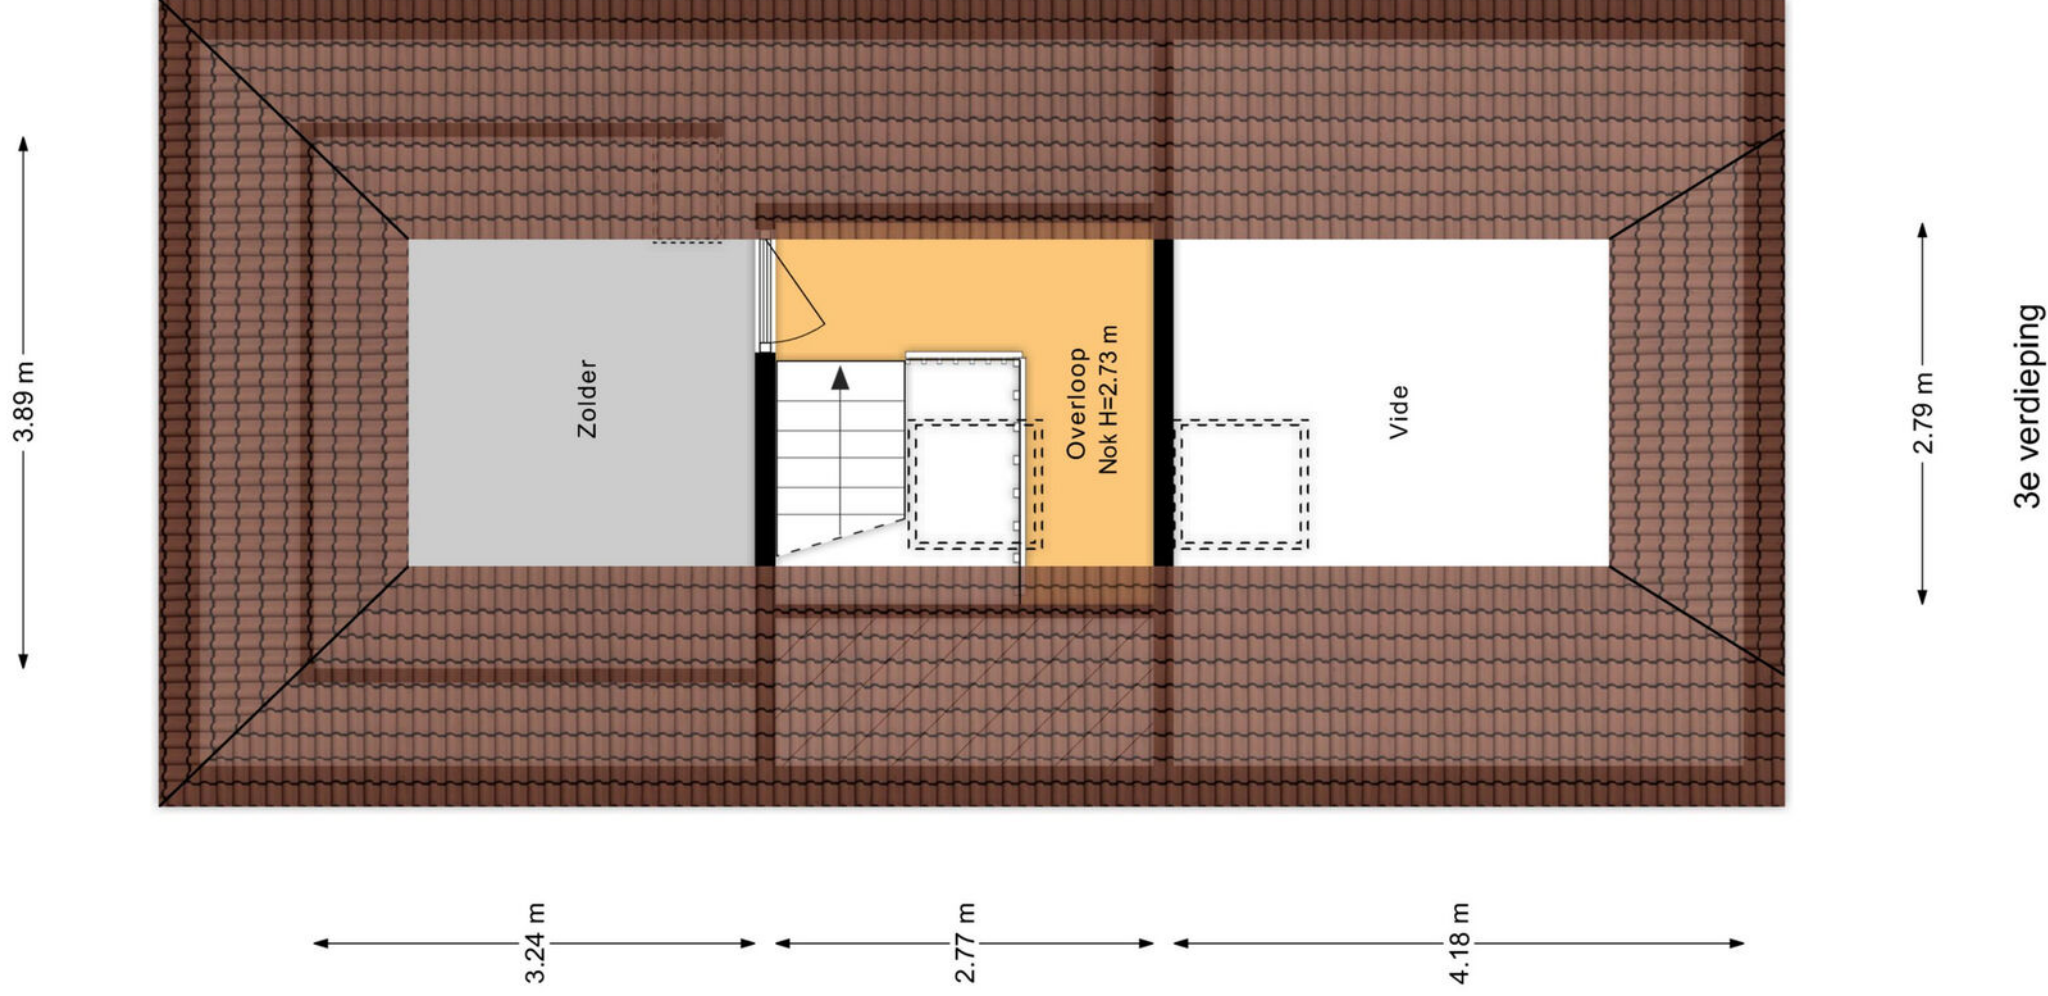 3.89 m
Zolder
Overloop
Nok H=2.73 m
Vide
2.79 m
3e verdieping
3.24 m
2.77 m
4.18 m